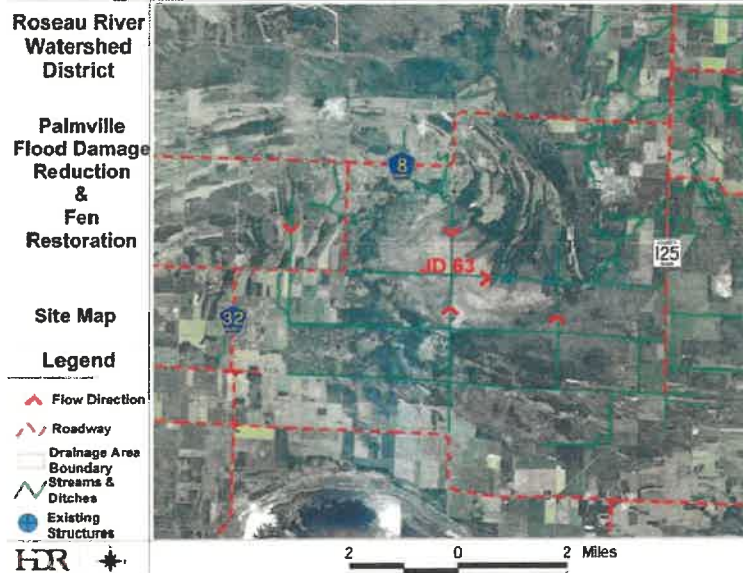 Roseau River
Watershed
District
Palmville
Flood Damage
Reduction
&
Fen
Restoration
Site Map
Legend
Flow Direction
Roadway
Drainage Area
Boundary
Streams &
Ditches
Existing
Structures
HDR
8
JD 63
125
32
2 0 2 Miles